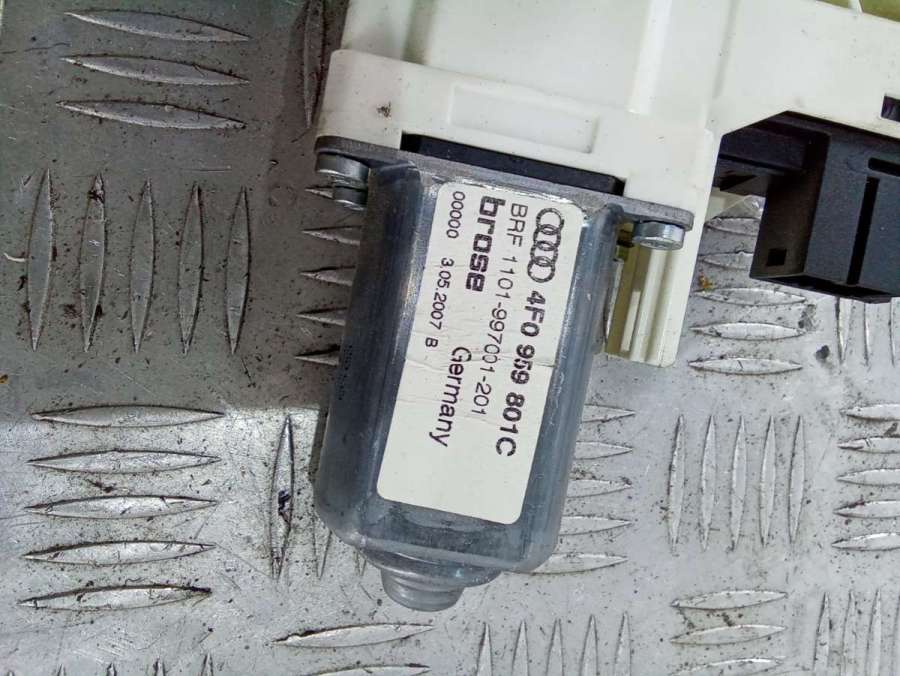 4F0 959 801C
BRF 1101-997001-201
brose
Germany
00000 3.05.2007 B